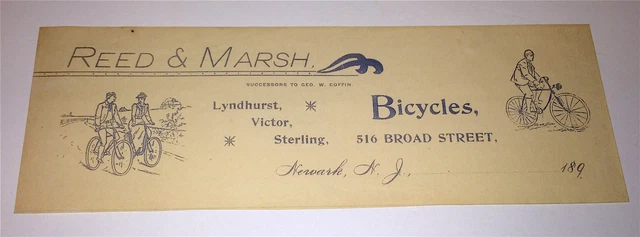 REED & MARSH.
SUCCESSORS TO GEO. W. COFFIN.
Lyndhurst,
Victor,
Sterling,
Bicycles,
516 BROAD STREET,
Newark, N. J., 189